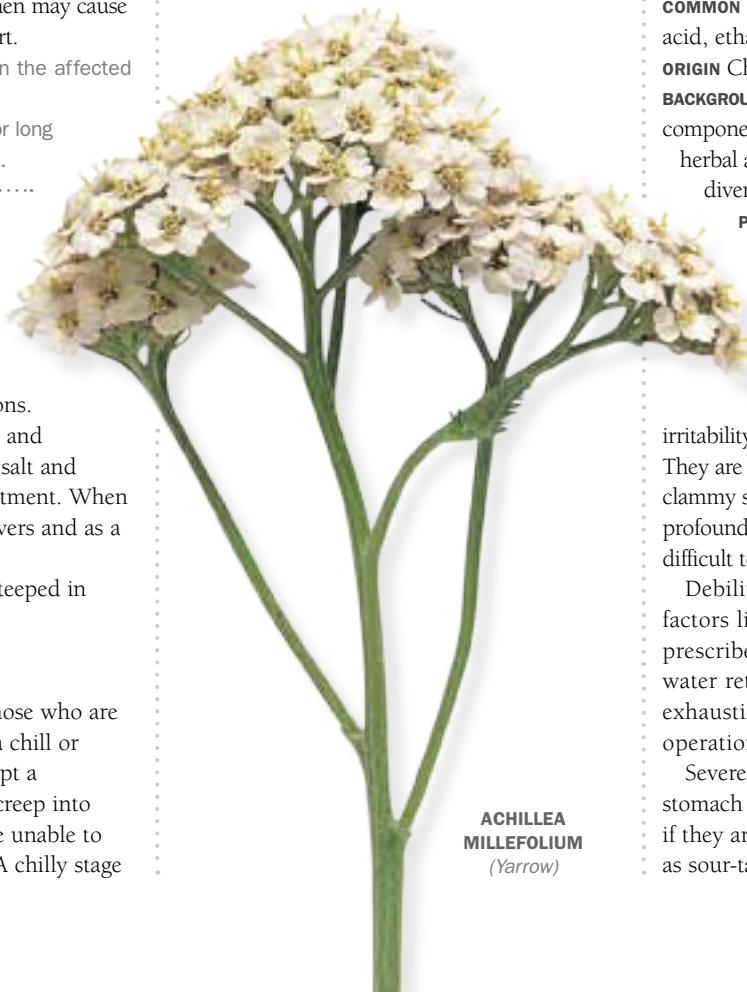 may cause
rt.
n the affected
or long
.
.....
ons.
and
salt and
tment. When
vers and as a
teeped in
hose who are
chill or
pt a
creep into
e unable to
A chilly stage
ACHILLEA
MILLEFOLIUM
(Yarrow)
COMMON
acid, etha
ORIGIN Ch
BACKGROU
compone
herbal a
diver
P
irritability
They are
clammy s
profound
difficult t
Debili
factors li
prescribe
water ret
exhausti
operation
Severe
stomach
if they ar
as sour-ta